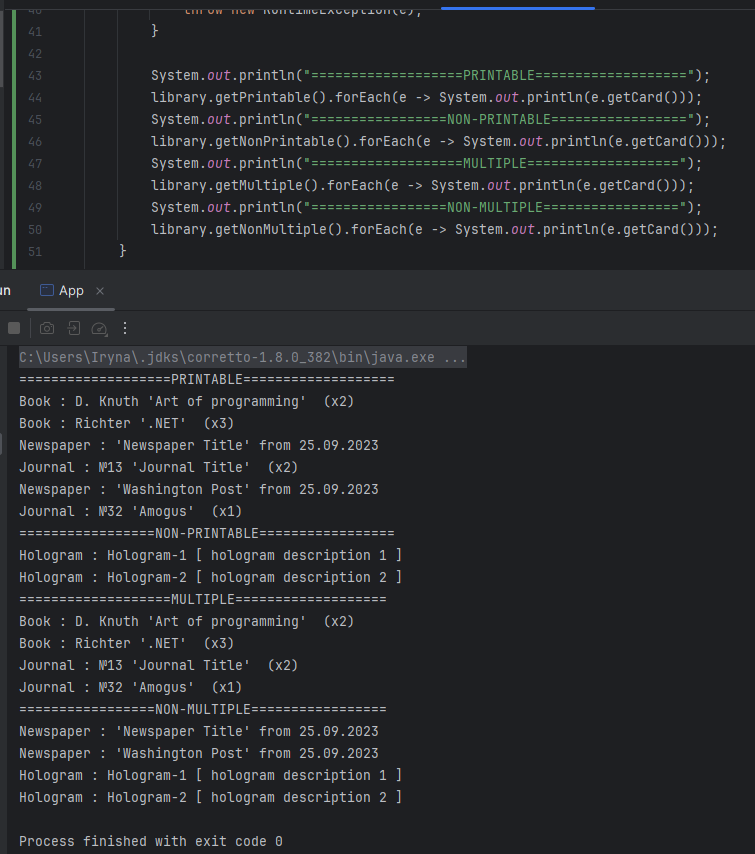 40 throw new RuntimeException(e);
41 }
42
43 System.out.println("===================PRINTABLE===================");
44 library.getPrintable().forEach(e -> System.out.println(e.getCard()));
45 System.out.println("=================NON-PRINTABLE=================");
46 library.getNonPrintable().forEach(e -> System.out.println(e.getCard()));
47 System.out.println("===================MULTIPLE===================");
48 library.getMultiple().forEach(e -> System.out.println(e.getCard()));
49 System.out.println("=================NON-MULTIPLE=================");
50 library.getNonMultiple().forEach(e -> System.out.println(e.getCard()));
51 }
un App ×
C:\Users\Iryna\.jdks\corretto-1.8.0_382\bin\java.exe ...
===================PRINTABLE===================
Book : D. Knuth 'Art of programming'  (x2)
Book : Richter '.NET'  (x3)
Newspaper : 'Newspaper Title' from 25.09.2023
Journal : №13 'Journal Title'  (x2)
Newspaper : 'Washington Post' from 25.09.2023
Journal : №32 'Amogus'  (x1)
=================NON-PRINTABLE=================
Hologram : Hologram-1 [ hologram description 1 ]
Hologram : Hologram-2 [ hologram description 2 ]
===================MULTIPLE===================
Book : D. Knuth 'Art of programming'  (x2)
Book : Richter '.NET'  (x3)
Journal : №13 'Journal Title'  (x2)
Journal : №32 'Amogus'  (x1)
=================NON-MULTIPLE=================
Newspaper : 'Newspaper Title' from 25.09.2023
Newspaper : 'Washington Post' from 25.09.2023
Hologram : Hologram-1 [ hologram description 1 ]
Hologram : Hologram-2 [ hologram description 2 ]
Process finished with exit code 0